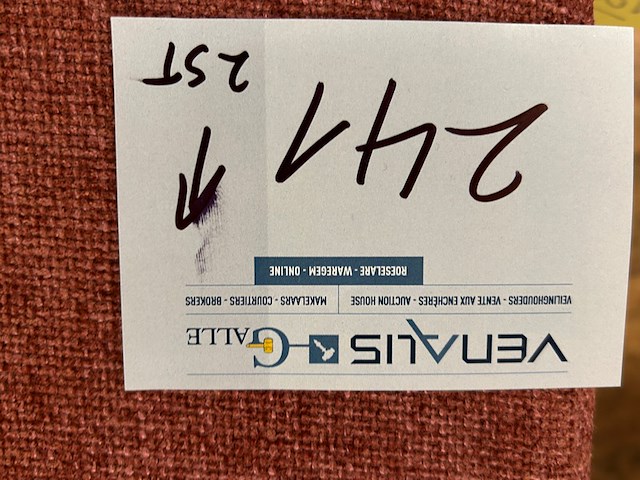 VENALIS GALLE
VEILINGHOUDERS - VENTE AUX ENCHÈRES - AUCTION HOUSE
MAKELAARS - COURTIERS - BROKERS
ROESELARE - WAREGEM - ONLINE
241
2ST